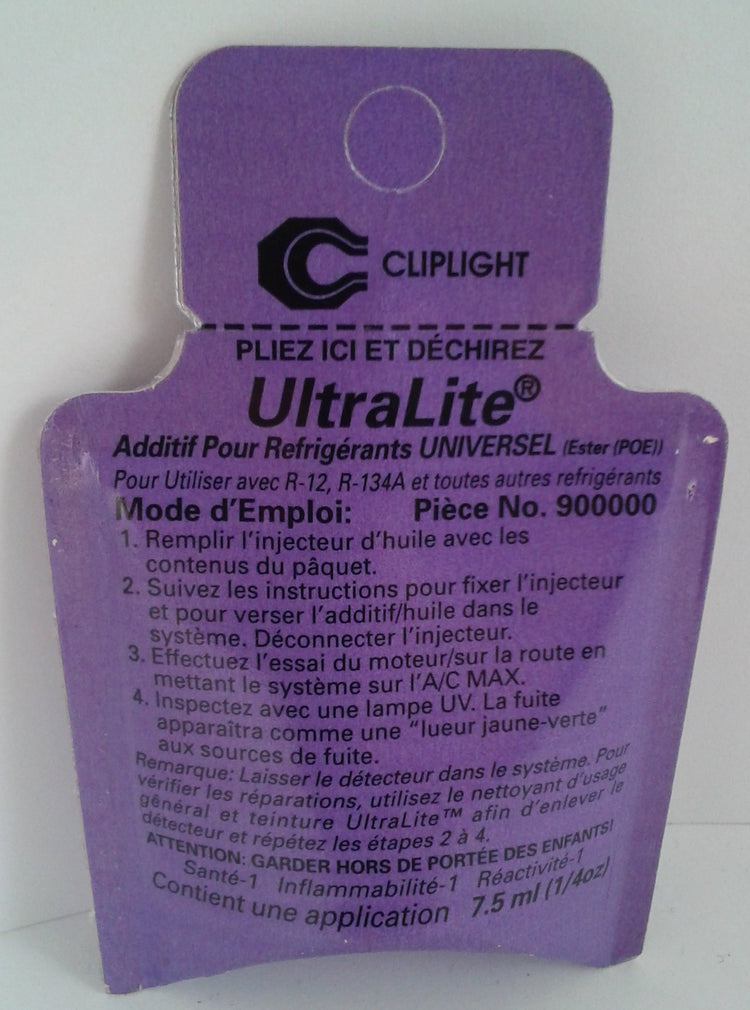 CLIPLIGHT
PLIEZ ICI ET DÉCHIREZ
UltraLite®
Additif Pour Refrigérants UNIVERSEL (Ester (POE))
Pour Utiliser avec R-12, R-134A et toutes autres refrigérants
Mode d'Emploi: Pièce No. 900000
1. Remplir l'injecteur d'huile avec les
contenus du pâquet.
2. Suivez les instructions pour fixer l'injecteur
et pour verser l'additif/huile dans le
système. Déconnecter l'injecteur.
3. Effectuez l'essai du moteur/sur la route en
mettant le système sur l'A/C MAX.
4. Inspectez avec une lampe UV. La fuite
apparaîtra comme une "lueur jaune-verte"
aux sources de fuite.
Remarque: Laisser le détecteur dans le système. Pour
vérifier les réparations, utilisez le nettoyant d'usage
gênéral et teinture UltraLite™ afin d'enlever le
détecteur et répétez les étapes 2 à 4.
ATTENTION: GARDER HORS DE PORTÉE DES ENFANTS!
Santé-1 Inflammabilité-1 Réactivité-1
Contient une application 7.5 ml (1/4oz)